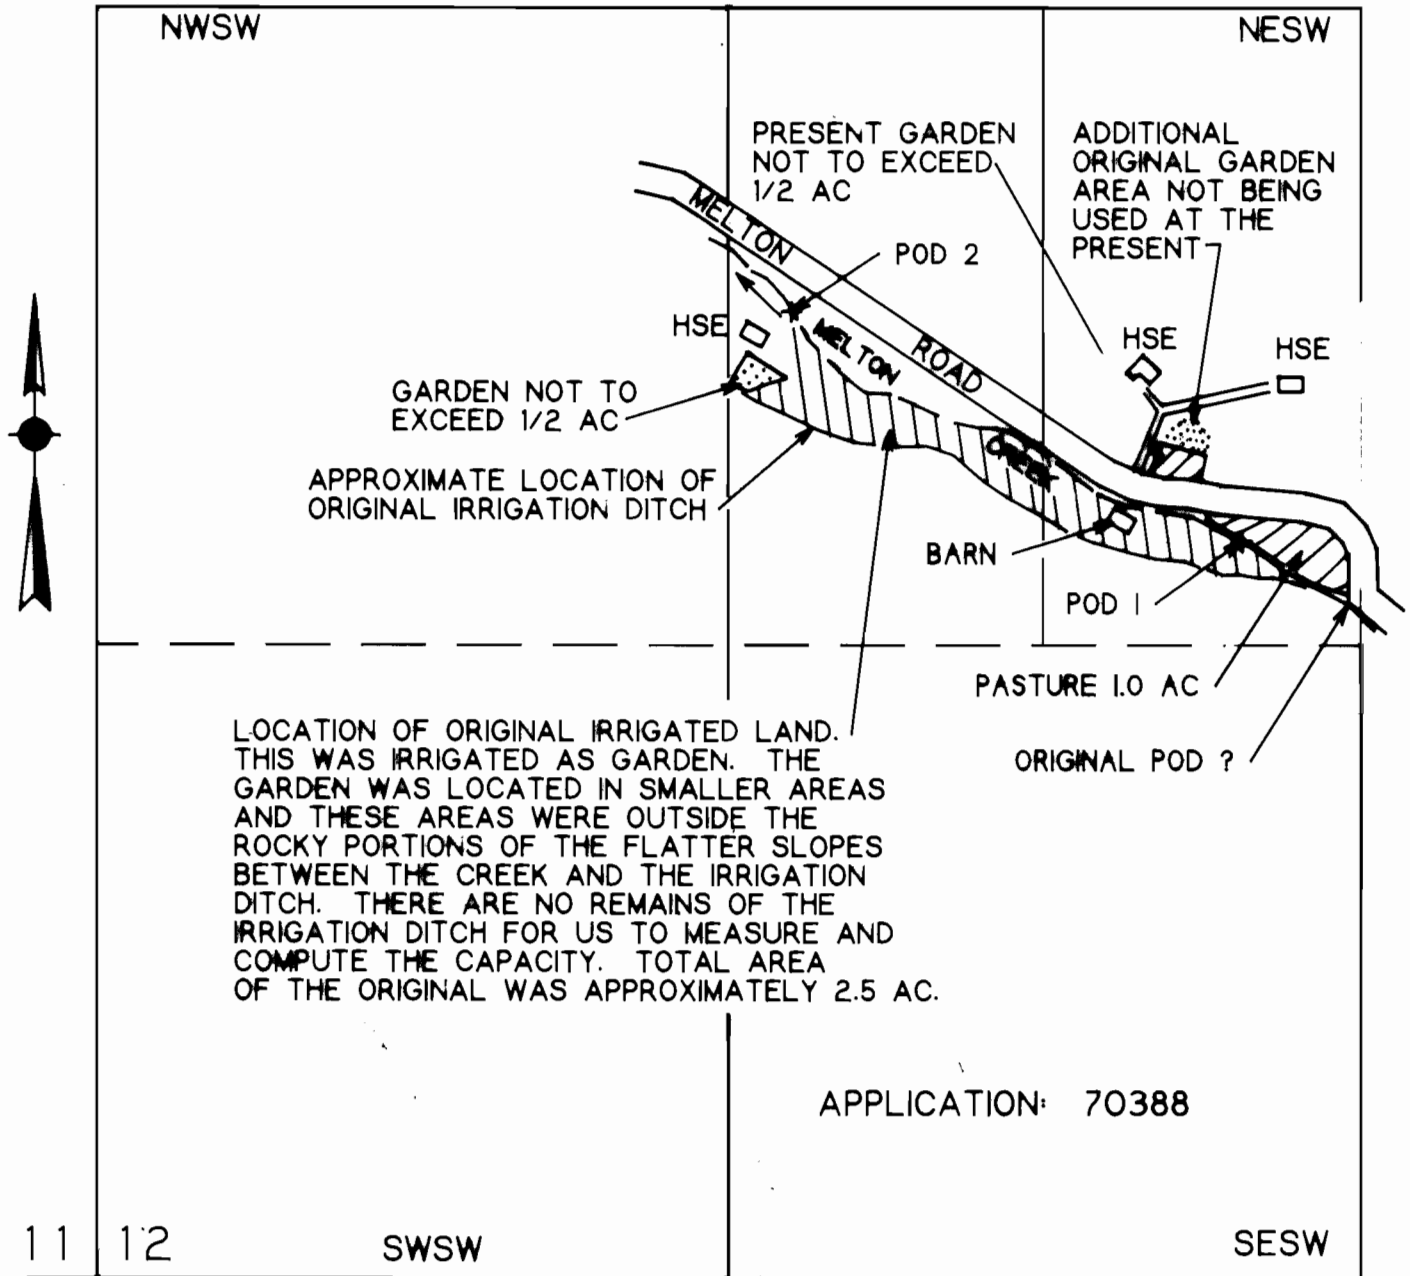 NWSW
NESW
PRESENT GARDEN
NOT TO EXCEED
1/2 AC
ADDITIONAL
ORIGINAL GARDEN
AREA NOT BEING
USED AT THE
PRESENT
MELTON
ROAD
POD 2
HSE
MELTON
CREEK
HSE
HSE
GARDEN NOT TO
EXCEED 1/2 AC
APPROXIMATE LOCATION OF
ORIGINAL IRRIGATION DITCH
BARN
POD 1
PASTURE 1.0 AC
ORIGINAL POD ?
LOCATION OF ORIGINAL IRRIGATED LAND.
THIS WAS IRRIGATED AS GARDEN. THE
GARDEN WAS LOCATED IN SMALLER AREAS
AND THESE AREAS WERE OUTSIDE THE
ROCKY PORTIONS OF THE FLATTER SLOPES
BETWEEN THE CREEK AND THE IRRIGATION
DITCH. THERE ARE NO REMAINS OF THE
IRRIGATION DITCH FOR US TO MEASURE AND
COMPUTE THE CAPACITY. TOTAL AREA
OF THE ORIGINAL WAS APPROXIMATELY 2.5 AC.
APPLICATION: 70388
11
12
SWSW
SESW